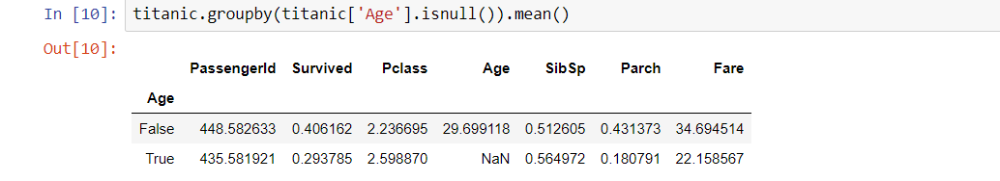 In [10]: titanic.groupby(titanic['Age'].isnull()).mean()
Out[10]:
PassengerId Survived Pclass Age SibSp Parch Fare
Age
False 448.582633 0.406162 2.236695 29.699118 0.512605 0.431373 34.694514
True 435.581921 0.293785 2.598870 NaN 0.564972 0.180791 22.158567